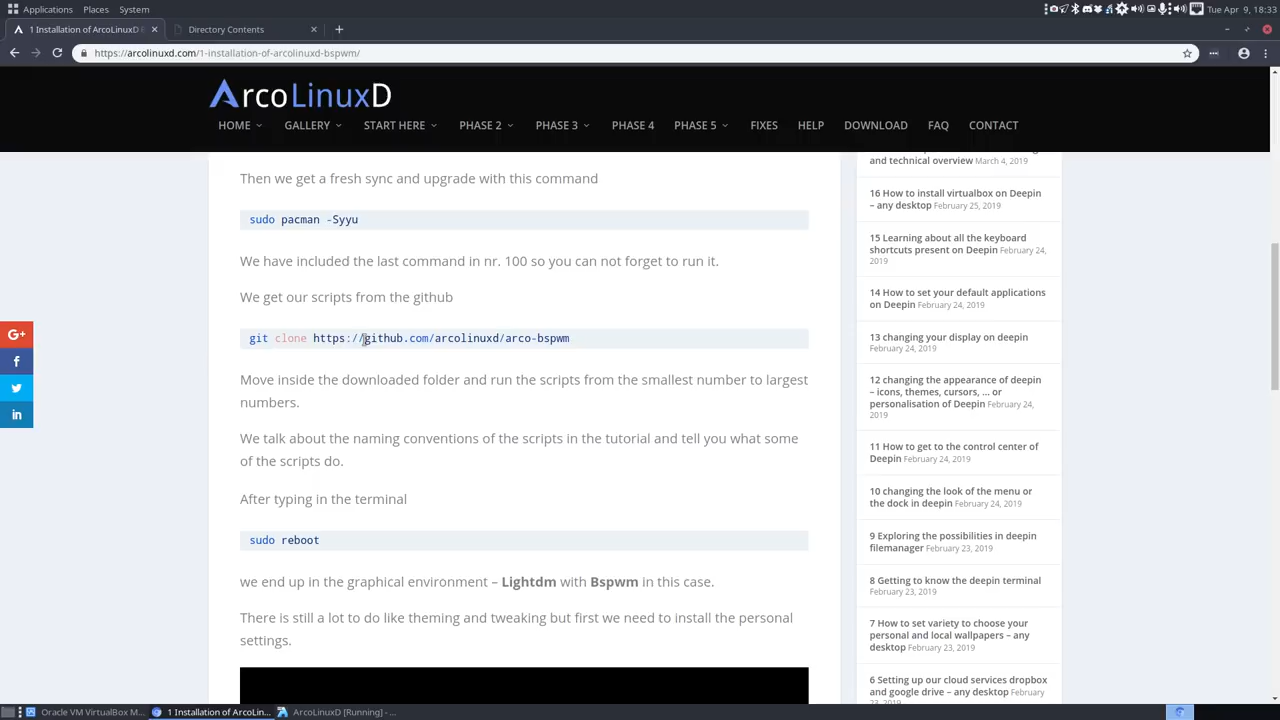 Applications Places System
Tue Apr 9, 18:33
1 Installation of ArcoLinuxD B
Directory Contents
https://arcolinuxd.com/1-installation-of-arcolinuxd-bspwm/
ArcoLinuxD
HOME GALLERY START HERE PHASE 2 PHASE 3 PHASE 4 PHASE 5 FIXES HELP DOWNLOAD FAQ CONTACT
Then we get a fresh sync and upgrade with this command
sudo pacman -Syyu
We have included the last command in nr. 100 so you can not forget to run it.
We get our scripts from the github
git clone https://github.com/arcolinuxd/arco-bspwm
Move inside the downloaded folder and run the scripts from the smallest number to largest
numbers.
We talk about the naming conventions of the scripts in the tutorial and tell you what some
of the scripts do.
After typing in the terminal
sudo reboot
we end up in the graphical environment – Lightdm with Bspwm in this case.
There is still a lot to do like theming and tweaking but first we need to install the personal
settings.
and technical overview March 4, 2019
16 How to install virtualbox on Deepin
– any desktop February 25, 2019
15 Learning about all the keyboard
shortcuts present on Deepin February 24,
2019
14 How to set your default applications
on Deepin February 24, 2019
13 changing your display on deepin
February 24, 2019
12 changing the appearance of deepin
– icons, themes, cursors, ... or
personalisation of Deepin February 24,
2019
11 How to get to the control center of
Deepin February 24, 2019
10 changing the look of the menu or
the dock in deepin February 24, 2019
9 Exploring the possibilities in deepin
filemanager February 23, 2019
8 Getting to know the deepin terminal
February 23, 2019
7 How to set variety to choose your
personal and local wallpapers – any
desktop February 23, 2019
6 Setting up our cloud services dropbox
and google drive – any desktop February
23, 2019
G+
f
in
Oracle VM VirtualBox M...
1 Installation of ArcoLin...
ArcoLinuxD [Running] - ...